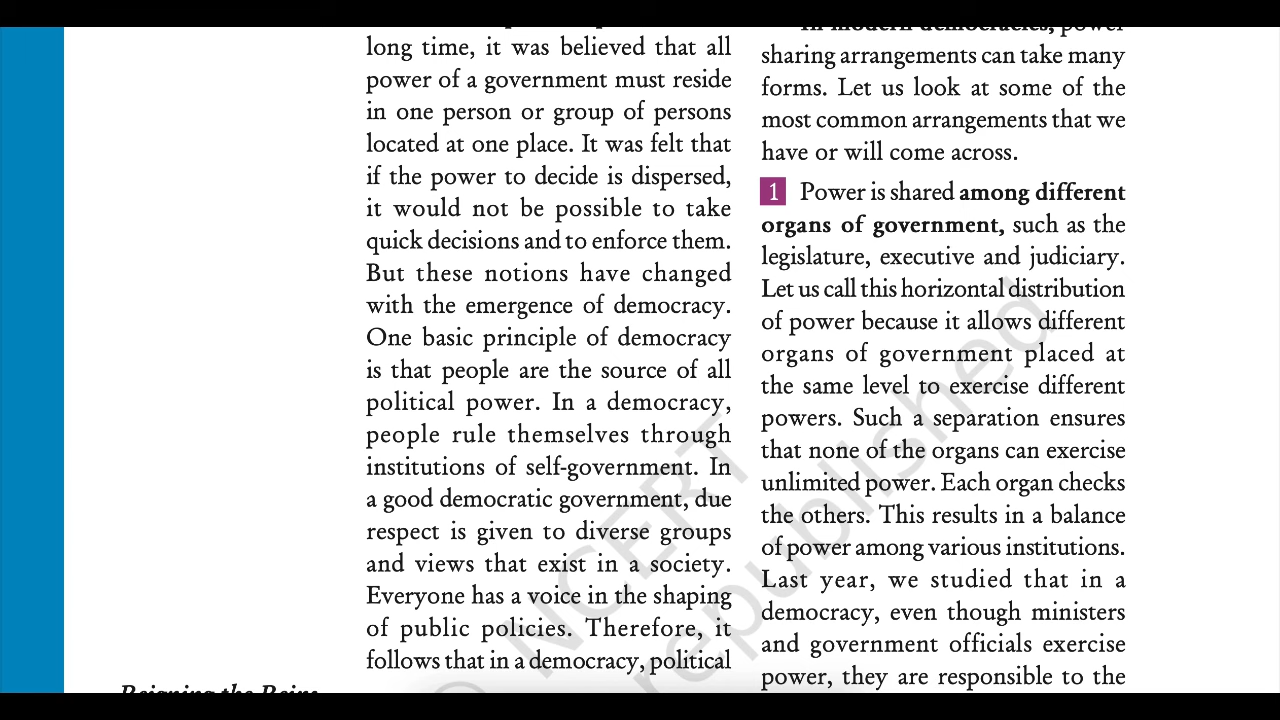 long time, it was believed that all
power of a government must reside
in one person or group of persons
located at one place. It was felt that
if the power to decide is dispersed,
it would not be possible to take
quick decisions and to enforce them.
But these notions have changed
with the emergence of democracy.
One basic principle of democracy
is that people are the source of all
political power. In a democracy,
people rule themselves through
institutions of self-government. In
a good democratic government, due
respect is given to diverse groups
and views that exist in a society.
Everyone has a voice in the shaping
of public policies. Therefore, it
follows that in a democracy, political
Reigning the Reins
In modern democracies, power
sharing arrangements can take many
forms. Let us look at some of the
most common arrangements that we
have or will come across.
1 Power is shared among different
organs of government, such as the
legislature, executive and judiciary.
Let us call this horizontal distribution
of power because it allows different
organs of government placed at
the same level to exercise different
powers. Such a separation ensures
that none of the organs can exercise
unlimited power. Each organ checks
the others. This results in a balance
of power among various institutions.
Last year, we studied that in a
democracy, even though ministers
and government officials exercise
power, they are responsible to the
© NCERT
republished